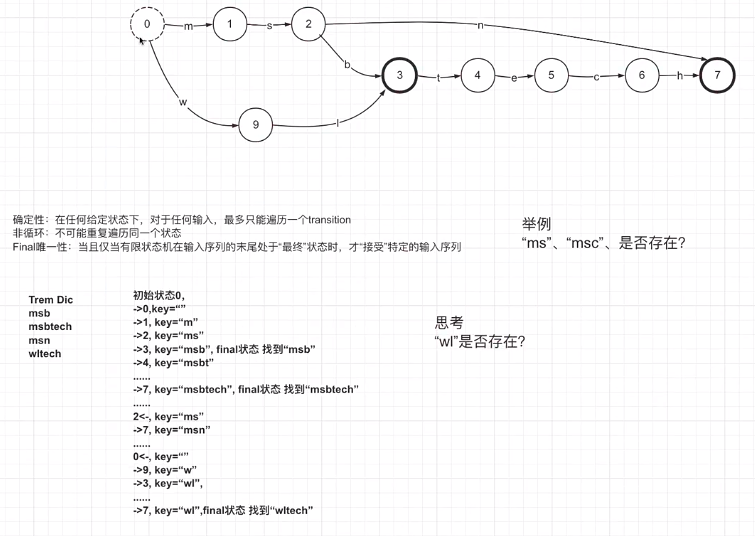 0
m
1
s
2
n
b
3
t
4
e
5
c
6
h
7
w
9
l
确定性：在任何给定状态下，对于任何输入，最多只能遍历一个transition
非循环：不可能重复遍历同一个状态
Final唯一性：当且仅当有限状态机在输入序列的末尾处于“最终”状态时，才“接受”特定的输入序列
举例
“ms”、“msc”、是否存在?
Trem Dic
msb
msbtech
msn
wltech
初始状态0,
->0,key=“”
->1, key=“m”
->2, key=“ms”
->3, key=“msb”, final状态 找到“msb”
->4, key=“msbt”
......
->7, key=“msbtech”, final状态 找到“msbtech”
......
2<-, key=“ms”
->7, key=“msn”
......
0<-, key=“”
->9, key=“w”
->3, key=“wl”,
......
->7, key=“wl”,final状态 找到“wltech”
思考
“wl”是否存在?